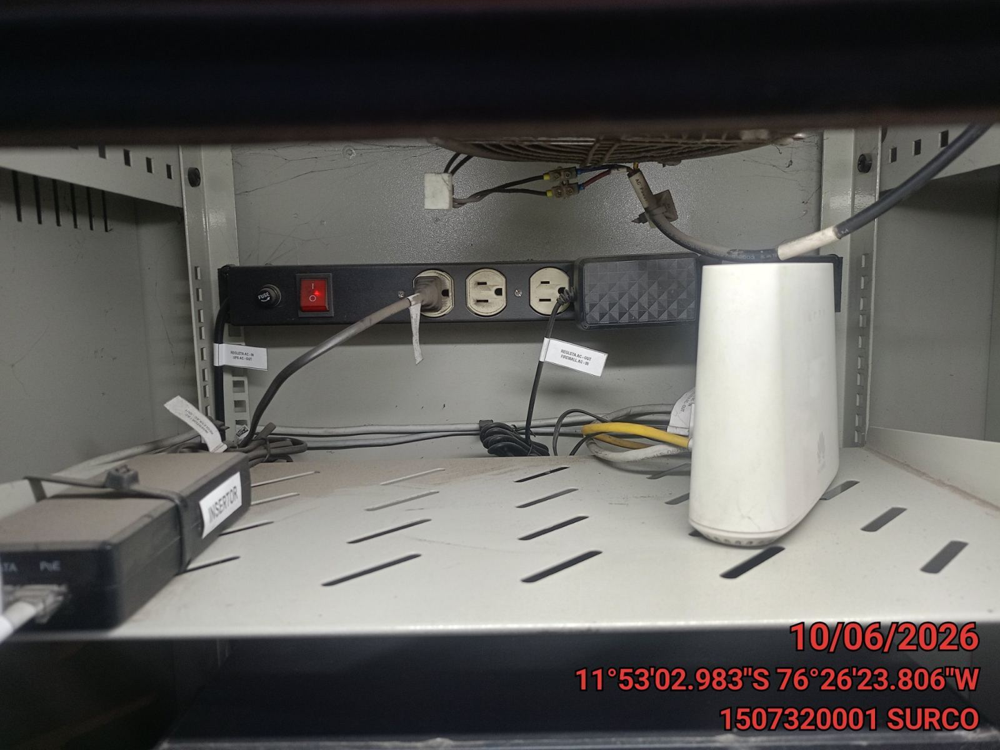 FUSE
I
O
REGLETA AC - IN
UPS AC - OUT
REGLETA AC - OUT
FIREWALL AC - IN
INSERTOR
PoE
10/06/2026
11°53'02.983"S 76°26'23.806"W
1507320001 SURCO